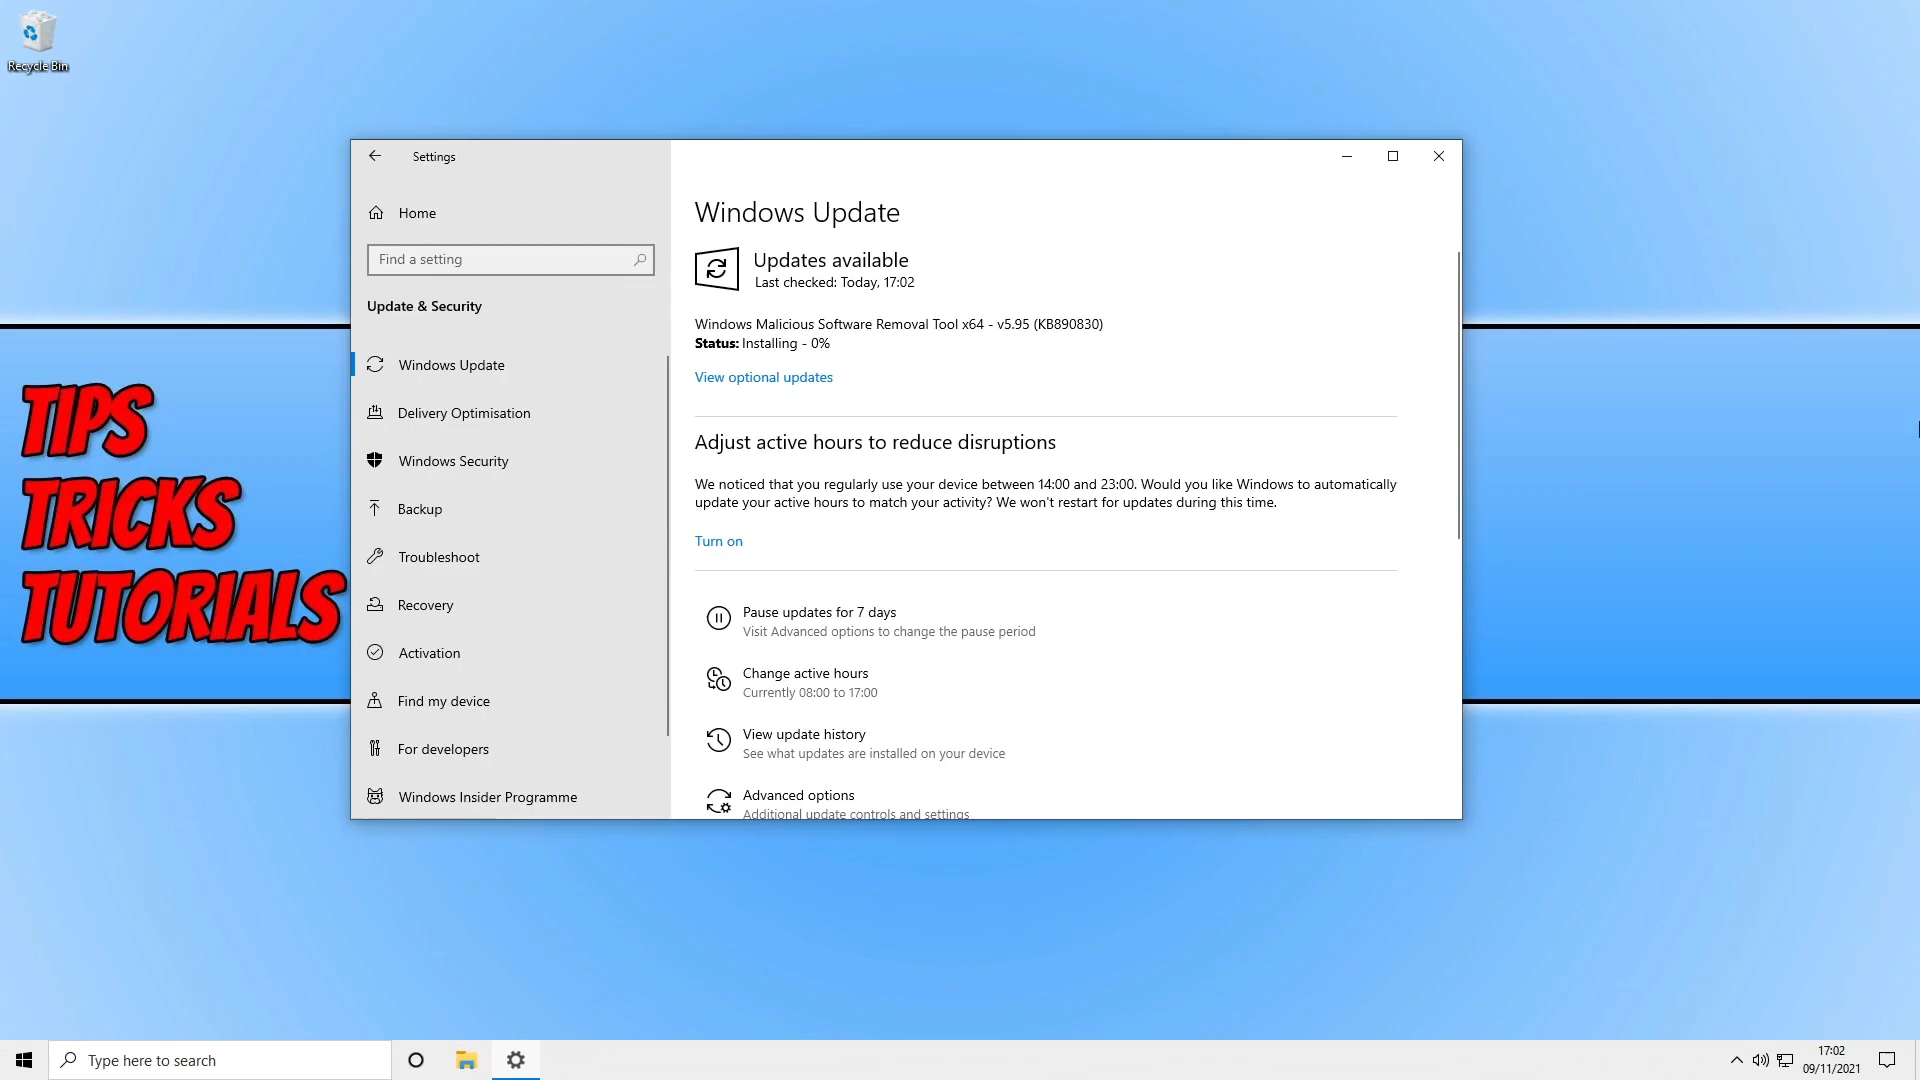 Recycle Bin
Settings
Home
Find a setting
Update & Security
Windows Update
Delivery Optimisation
Windows Security
Backup
Troubleshoot
Recovery
Activation
Find my device
For developers
Windows Insider Programme
Windows Update
Updates available
Last checked: Today, 17:02
Windows Malicious Software Removal Tool x64 - v5.95 (KB890830)
Status: Installing - 0%
View optional updates
Adjust active hours to reduce disruptions
We noticed that you regularly use your device between 14:00 and 23:00. Would you like Windows to automatically
update your active hours to match your activity? We won't restart for updates during this time.
Turn on
Pause updates for 7 days
Visit Advanced options to change the pause period
Change active hours
Currently 08:00 to 17:00
View update history
See what updates are installed on your device
Advanced options
Additional update controls and settings
TIPS
TRICKS
TUTORIALS
Type here to search
17:02
09/11/2021